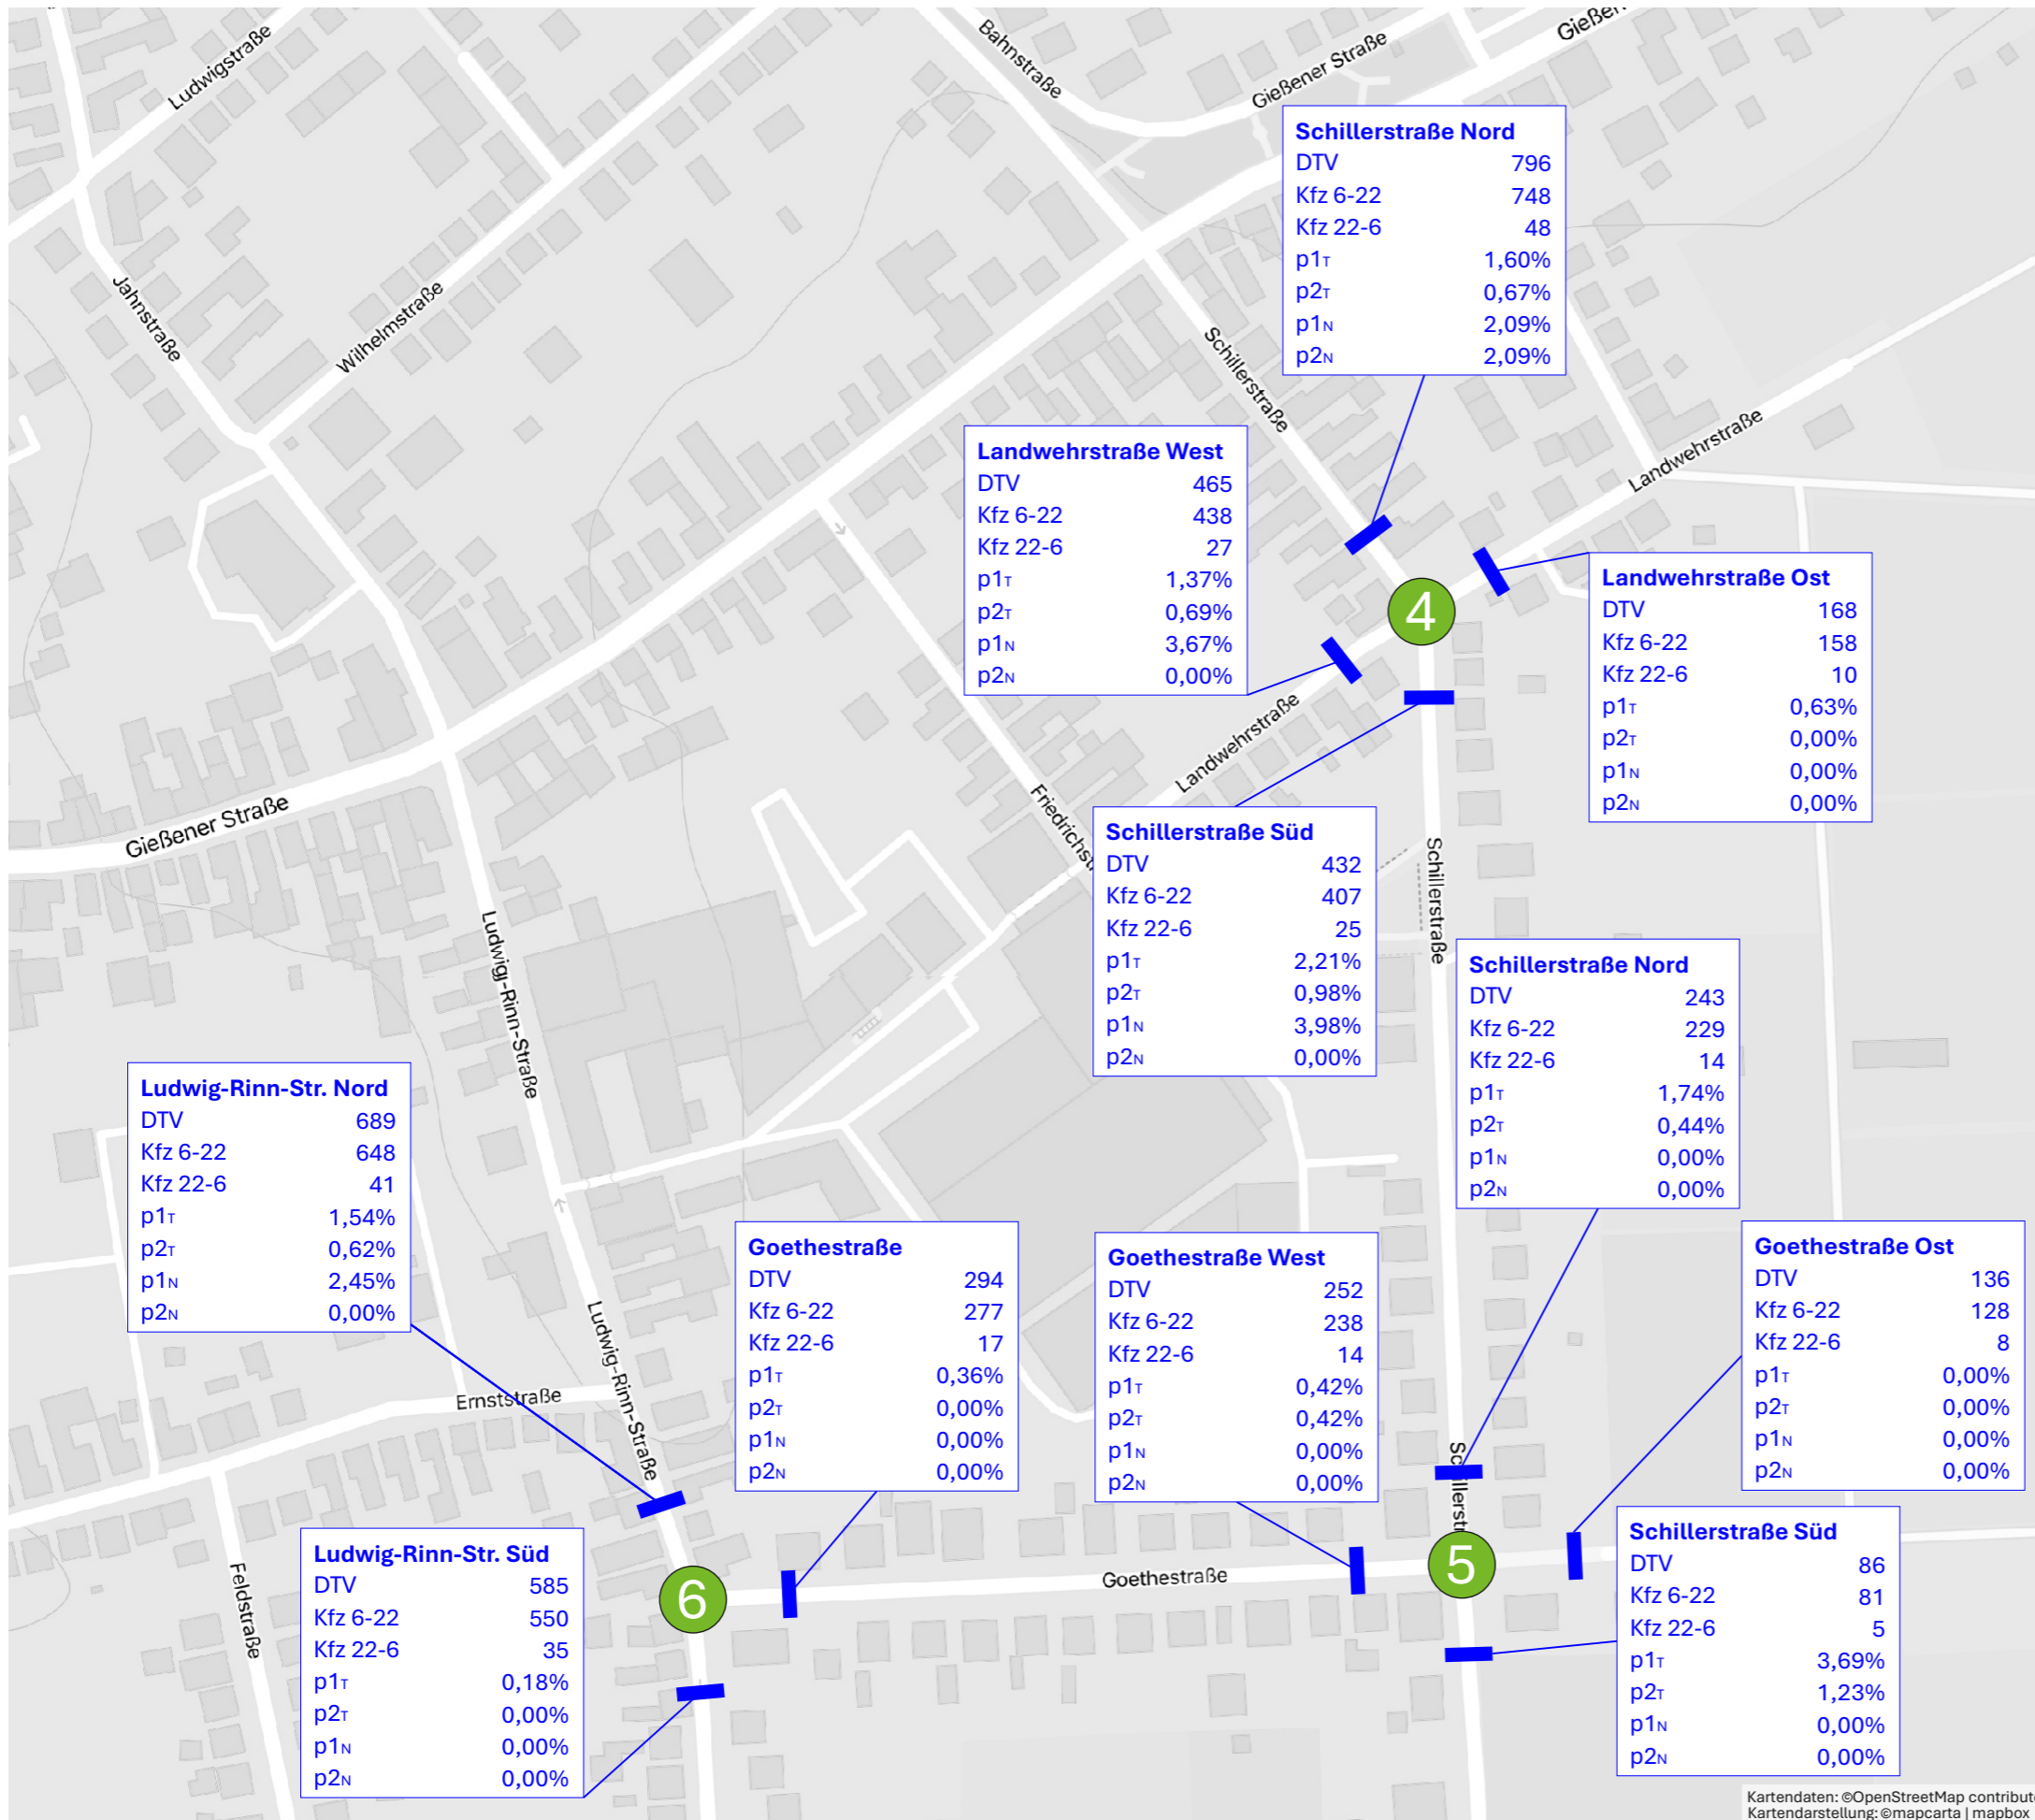 Ludwigstraße
Bahnstraße
Gießener Straße
Jahnstraße
Wilhelmstraße
Schillerstraße
Schillerstraße Nord
DTV 796
Kfz 6-22 748
Kfz 22-6 48
p1T 1,60%
p2T 0,67%
p1N 2,09%
p2N 2,09%
Landwehrstraße West
DTV 465
Kfz 6-22 438
Kfz 22-6 27
p1T 1,37%
p2T 0,69%
p1N 3,67%
p2N 0,00%
Landwehrstraße
4
Landwehrstraße Ost
DTV 168
Kfz 6-22 158
Kfz 22-6 10
p1T 0,63%
p2T 0,00%
p1N 0,00%
p2N 0,00%
Landwehrstraße
Gießener Straße
Schillerstraße Süd
DTV 432
Kfz 6-22 407
Kfz 22-6 25
p1T 2,21%
p2T 0,98%
p1N 3,98%
p2N 0,00%
Schillerstraße
Ludwig-Rinn-Straße
Schillerstraße Nord
DTV 243
Kfz 6-22 229
Kfz 22-6 14
p1T 1,74%
p2T 0,44%
p1N 0,00%
p2N 0,00%
Ludwig-Rinn-Str. Nord
DTV 689
Kfz 6-22 648
Kfz 22-6 41
p1T 1,54%
p2T 0,62%
p1N 2,45%
p2N 0,00%
Goethestraße
DTV 294
Kfz 6-22 277
Kfz 22-6 17
p1T 0,36%
p2T 0,00%
p1N 0,00%
p2N 0,00%
Goethestraße West
DTV 252
Kfz 6-22 238
Kfz 22-6 14
p1T 0,42%
p2T 0,42%
p1N 0,00%
p2N 0,00%
Goethestraße Ost
DTV 136
Kfz 6-22 128
Kfz 22-6 8
p1T 0,00%
p2T 0,00%
p1N 0,00%
p2N 0,00%
Ludwig-Rinn-Straße
Ernststraße
Ludwig-Rinn-Str. Süd
DTV 585
Kfz 6-22 550
Kfz 22-6 35
p1T 0,18%
p2T 0,00%
p1N 0,00%
p2N 0,00%
Feldstraße
6
Goethestraße
5
Schillerstraße Süd
DTV 86
Kfz 6-22 81
Kfz 22-6 5
p1T 3,69%
p2T 1,23%
p1N 0,00%
p2N 0,00%
Kartendaten: ©OpenStreetMap contribut
Kartendarstellung: ©mapcarta | mapbox